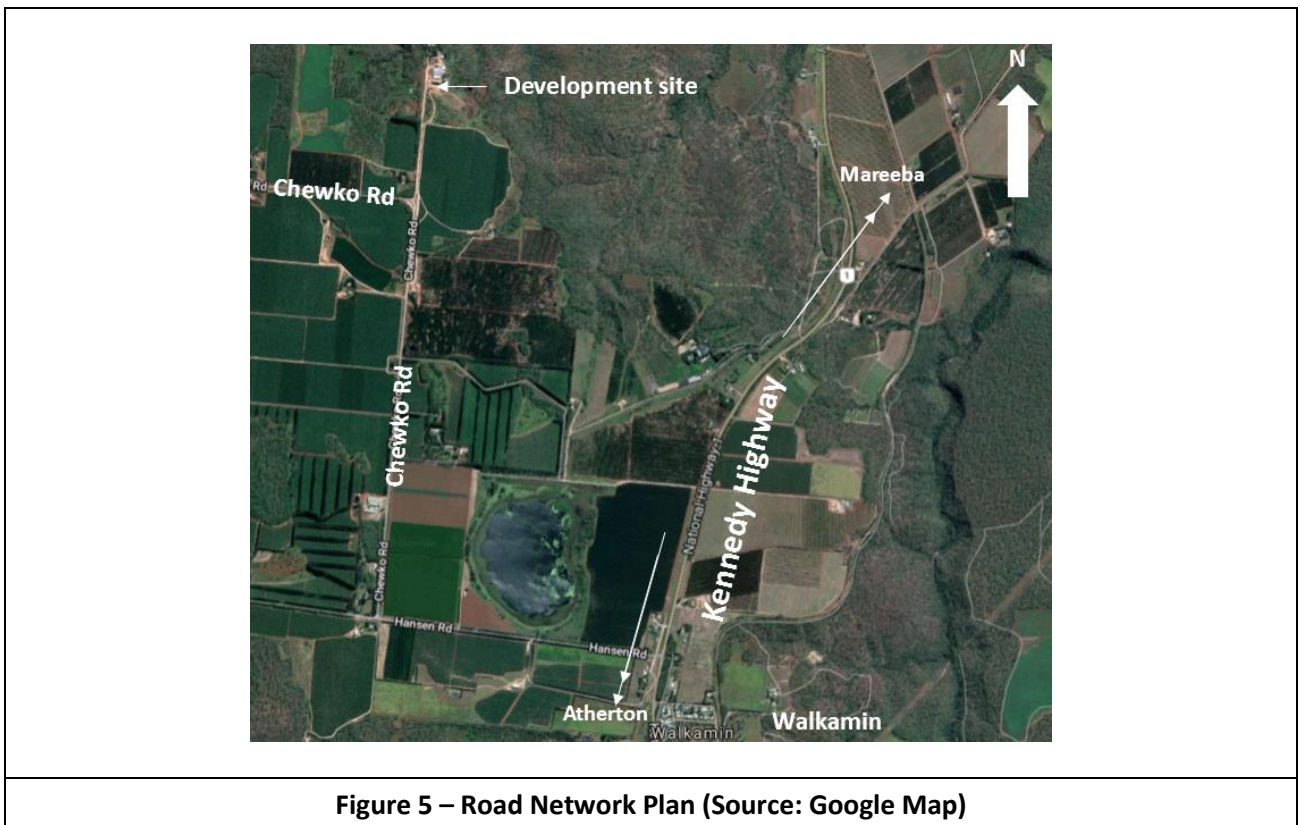 N
Development site
Mareeba
Rd
Chewko Rd
Chewko Rd
1
Chewko Rd
Kennedy Highway
National Highway 1
Chewko Rd
Hansen Rd
Hansen Rd
Atherton
Walkamin
Walkamin
Figure 5 – Road Network Plan (Source: Google Map)